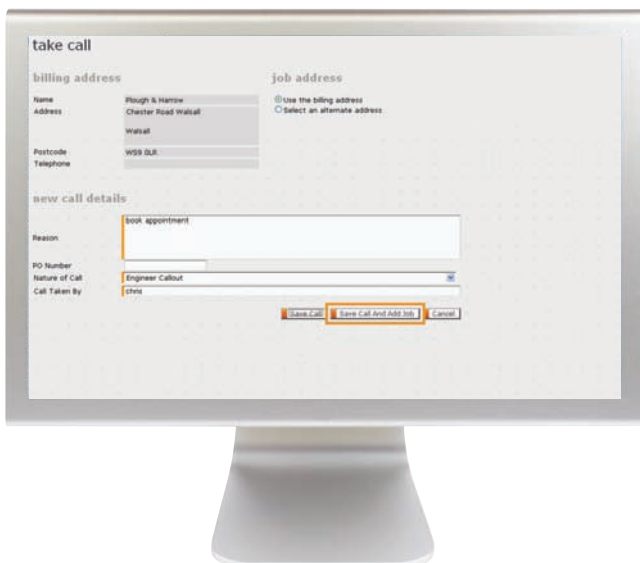 take call
billing address
job address
Name Plough & Harrow
Address Chester Road Walsall
Walsall
Postcode WS9 0LR
Telephone
Use the billing address
Select an alternate address
new call details
Reason book appointment
PO Number
Nature of Call Engineer Callout
Call Taken By chris
Save Call Save Call And Add Job Cancel